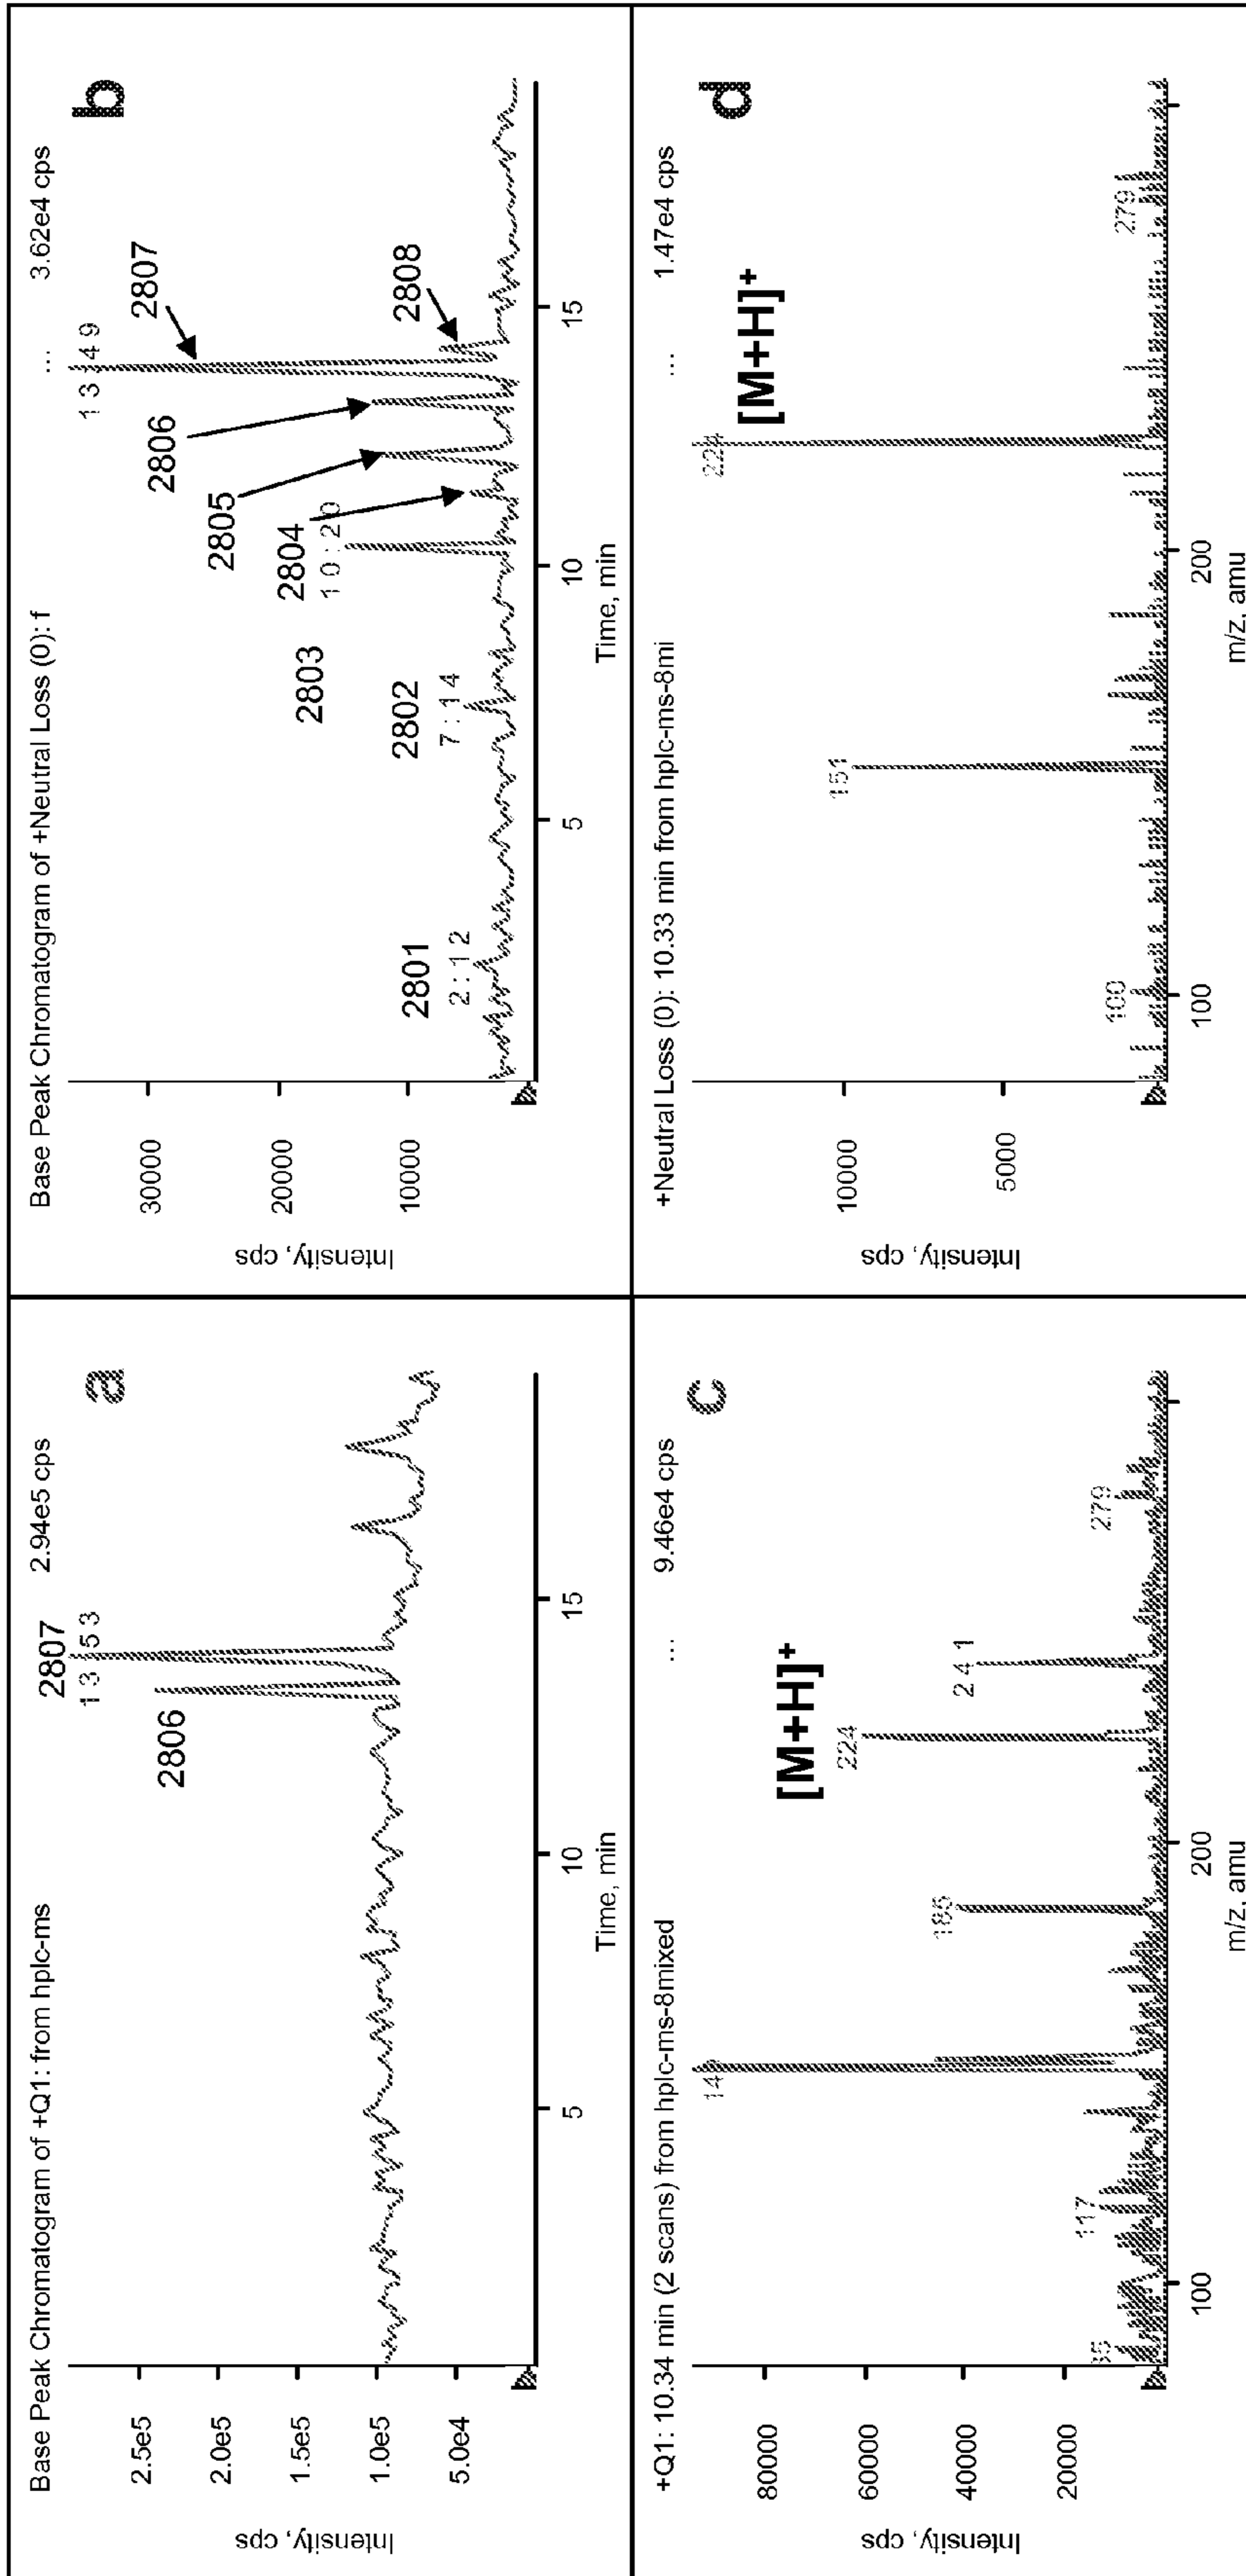 Base Peak Chromatogram of +Q1: from hplc-ms
2.94e5 cps
a
2807
13 53
2806
2.5e5
2.0e5
1.5e5
1.0e5
5.0e4
Intensity, cps
5
10
15
Time, min
Base Peak Chromatogram of +Neutral Loss (0): f
...
3.62e4 cps
b
13 49
2807
2808
2806
2805
2804
10:20
2803
2802
7:14
2801
2:12
30000
20000
10000
Intensity, cps
5
10
15
Time, min
+Q1: 10.34 min (2 scans) from hplc-ms-8mixed
...
9.46e4 cps
c
[M+H]+
224
241
279
117
80000
60000
40000
20000
Intensity, cps
100
200
m/z, amu
+Neutral Loss (0): 10.33 min from hplc-ms-8mi
...
1.47e4 cps
d
[M+H]+
224
151
100
279
10000
5000
Intensity, cps
100
200
m/z, amu